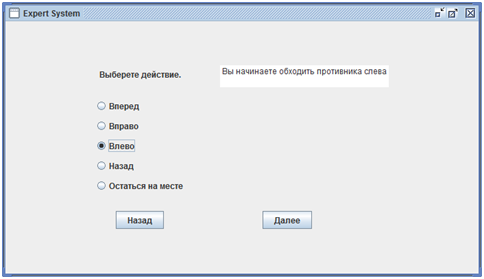 Expert System
Выберете действие.
Вы начинаете обходить противника слева
Вперед
Вправо
Влево
Назад
Остаться на месте
Назад
Далее